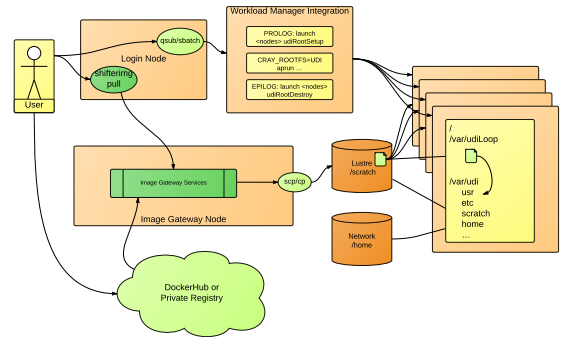 Workload Manager Integration
qsub/sbatch
Login Node
shifterimg
pull
User
PROLOG: launch
<nodes> udiRootSetup
CRAY_ROOTFS=UDI
aprun ...
EPILOG: launch <nodes>
udiRootDestroy
Image Gateway Services
Image Gateway Node
scp/cp
Lustre
/scratch
Network
/home
/
/var/udiLoop
/var/udi
usr
etc
scratch
home
...
DockerHub or
Private Registry